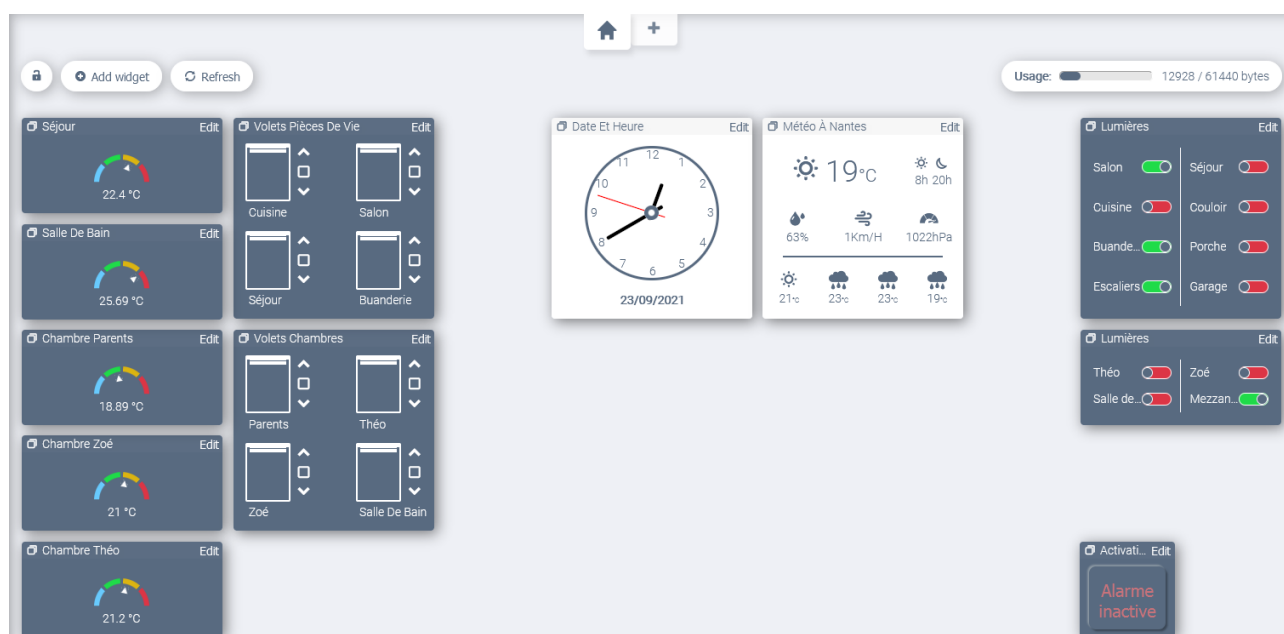 +
Add widget
Refresh
Usage:
12928 / 61440 bytes
Séjour Edit
22.4 °C
Salle De Bain Edit
25.69 °C
Chambre Parents Edit
18.89 °C
Chambre Zoé Edit
21 °C
Chambre Théo Edit
21.2 °C
Volets Pièces De Vie Edit
Cuisine Salon
Séjour Buanderie
Volets Chambres Edit
Parents Théo
Zoé Salle De Bain
Date Et Heure Edit
12
11 1
10 2
9 3
8 4
7 5
6
23/09/2021
Météo À Nantes Edit
19°C
8h 20h
63% 1Km/H 1022hPa
21°C 23°C 23°C 19°C
Lumières Edit
Salon Séjour
Cuisine Couloir
Buande... Porche
Escaliers Garage
Lumières Edit
Théo Zoé
Salle de... Mezzan...
Activati... Edit
Alarme
inactive